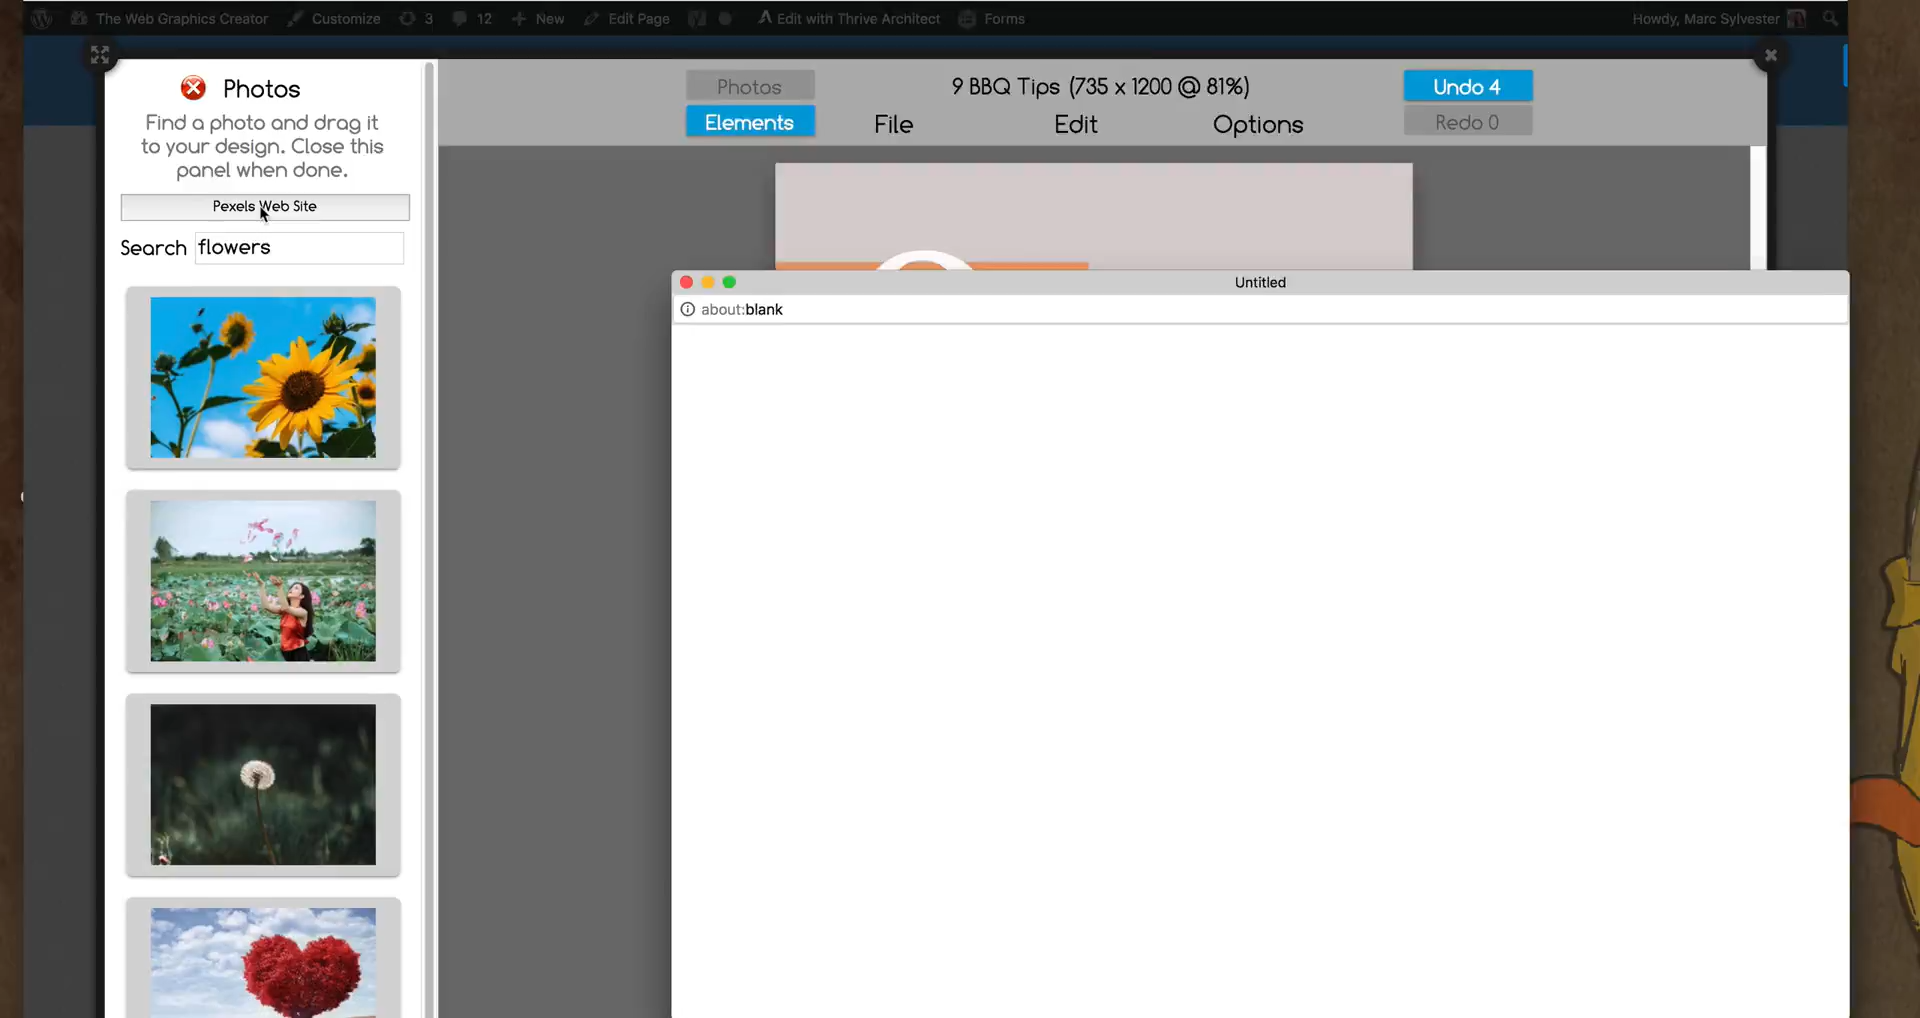 The Web Graphics Creator Customize 3 12 New Edit Page Edit with Thrive Architect Forms Howdy, Marc Sylvester
Photos
Find a photo and drag it
to your design. Close this
panel when done.
Pexels Web Site
Search flowers
Photos
Elements
9 BBQ Tips (735 x 1200 @ 81%)
File Edit Options
Undo 4
Redo 0
Untitled
about:blank